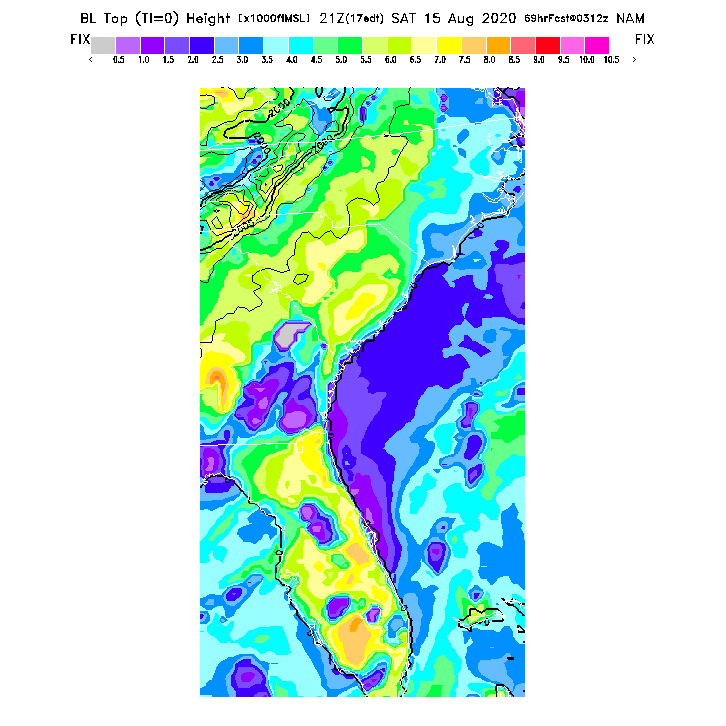 BL Top (TI=0) Height [x1000ftMSL] 21Z(17edt) SAT 15 Aug 2020 69hrFcst@0312z NAM
FIX FIX
< 0.5 1.0 1.5 2.0 2.5 3.0 3.5 4.0 4.5 5.0 5.5 6.0 6.5 7.0 7.5 8.0 8.5 9.0 9.5 10.0 10.5 >
2000